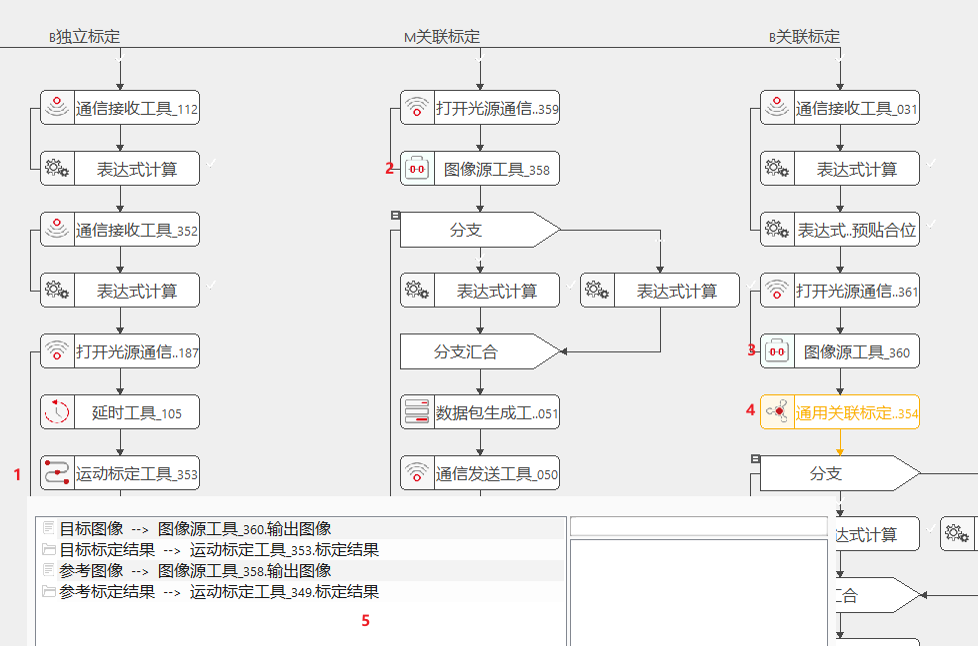 B独立标定
M关联标定
B关联标定
通信接收工具_112
打开光源通信..359
通信接收工具_031
表达式计算
2
图像源工具_358
表达式计算
通信接收工具_352
分支
表达式..预贴合位
表达式计算
表达式计算
表达式计算
打开光源通信..361
打开光源通信..187
分支汇合
3
图像源工具_360
延时工具_105
数据包生成工..051
4
通用关联标定..354
1
运动标定工具_353
通信发送工具_050
分支
目标图像 --> 图像源工具_360.输出图像
达式计算
目标标定结果 --> 运动标定工具_353.标定结果
参考图像 --> 图像源工具_358.输出图像
参考标定结果 --> 运动标定工具_349.标定结果
汇合
5